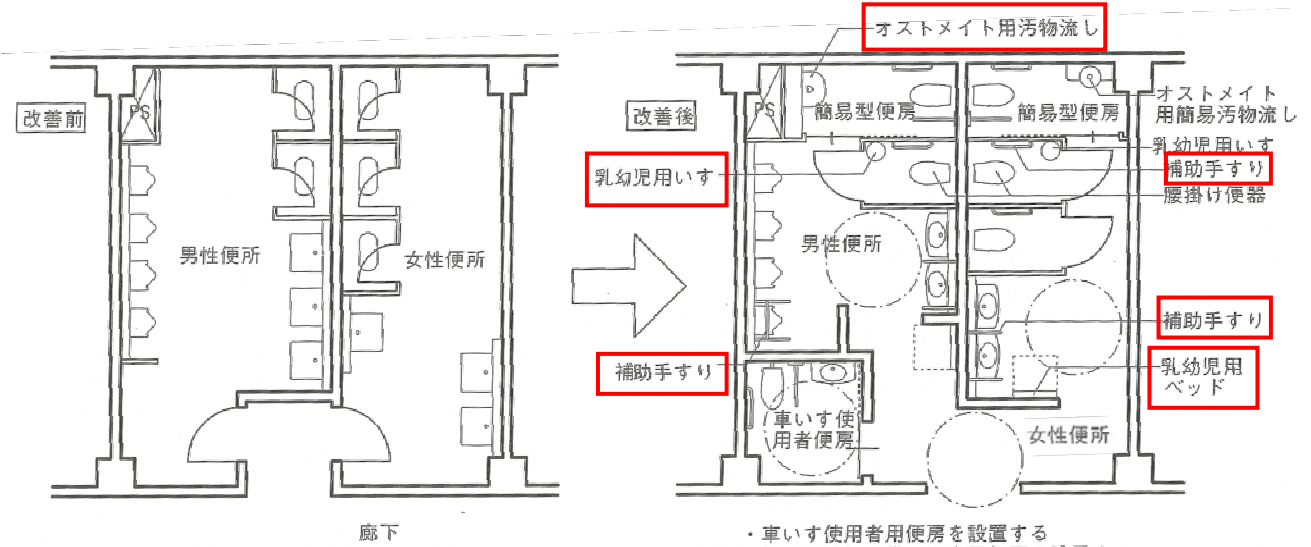 オストメイト用汚物流し
改善前
PS
男性便所
女性便所
廊下
改善後
PS
簡易型便房
簡易型便房
オストメイト
用簡易汚物流し
乳幼児用いす
乳幼児用いす
補助手すり
腰掛け便器
男性便所
補助手すり
補助手すり
乳幼児用
ベッド
車いす使
用者便房
女性便所
・車いす使用者用便房を設置する